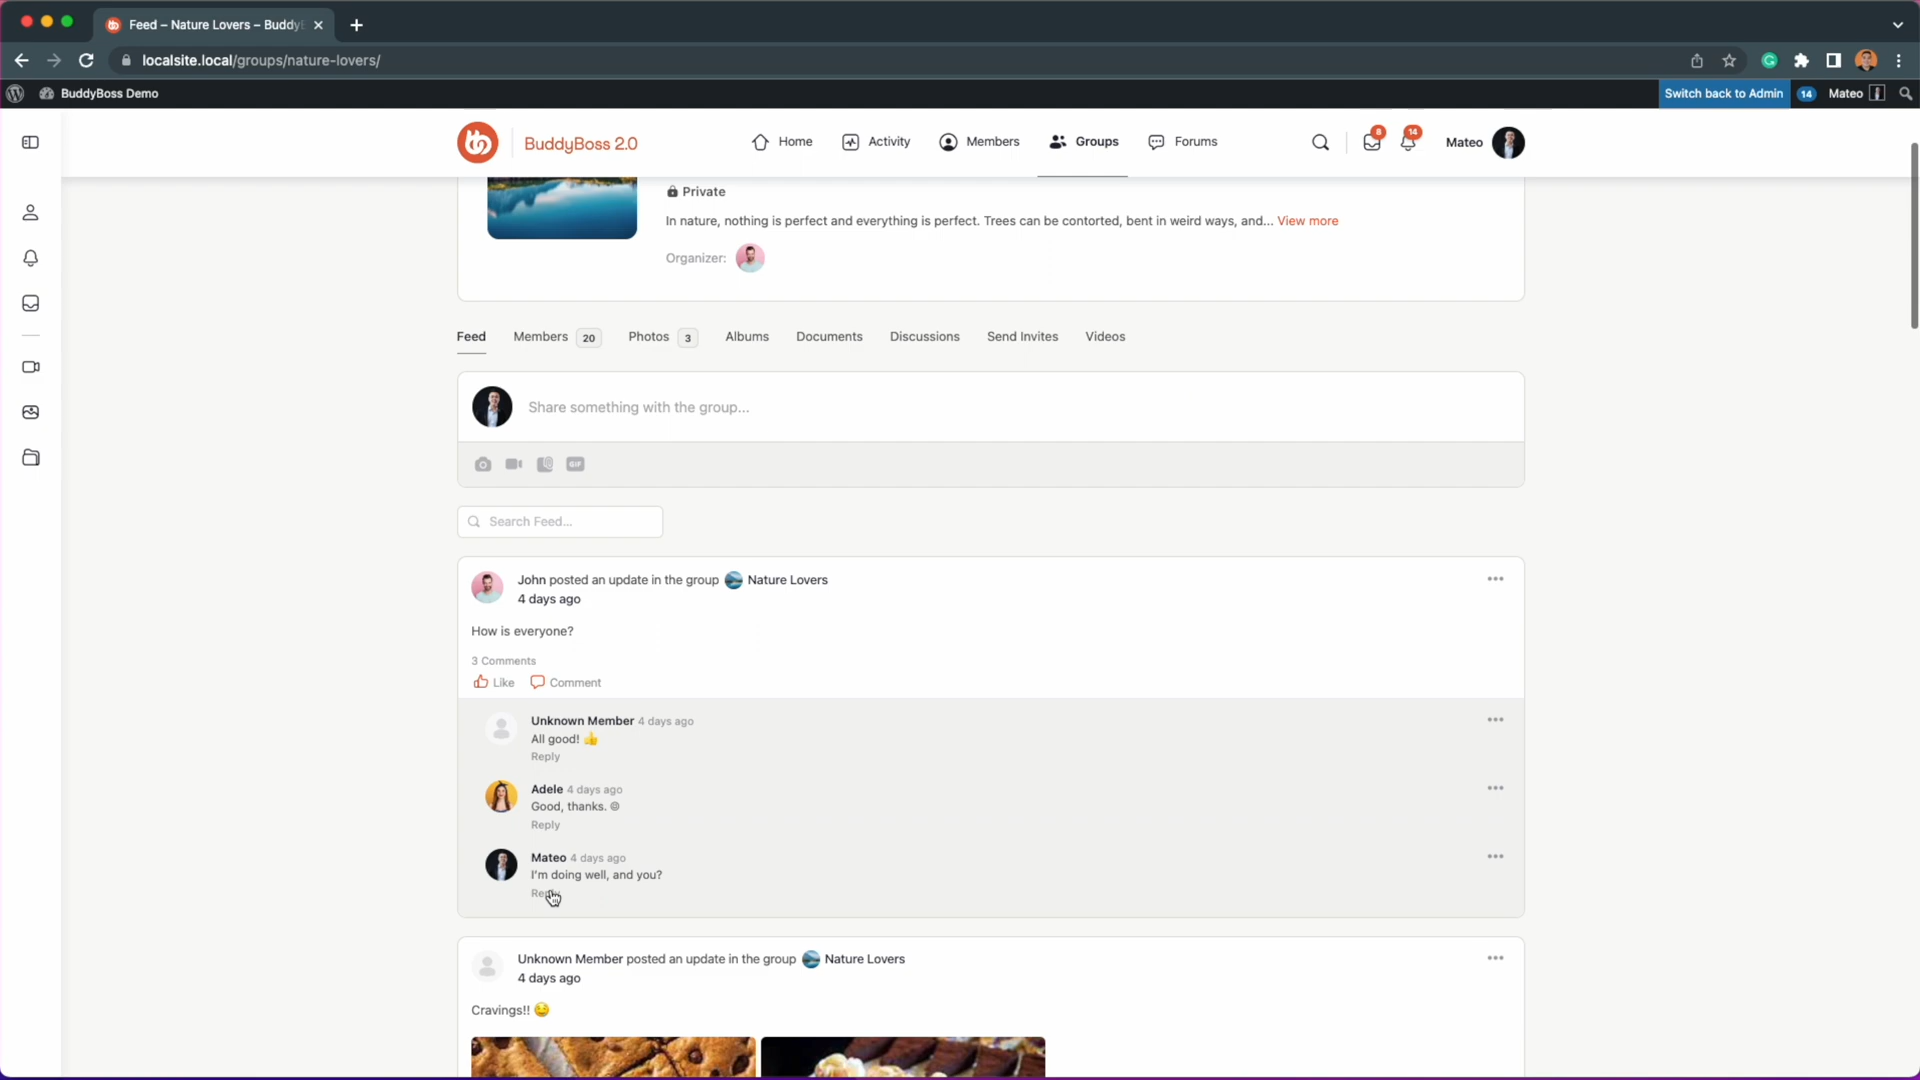 Feed – Nature Lovers – Buddy
localsite.local/groups/nature-lovers/
BuddyBoss Demo
Switch back to Admin 14 Mateo
BuddyBoss 2.0 Home Activity Members Groups Forums 8 14 Mateo
Private
In nature, nothing is perfect and everything is perfect. Trees can be contorted, bent in weird ways, and... View more
Organizer:
Feed Members 20 Photos 3 Albums Documents Discussions Send Invites Videos
Share something with the group...
GIF
Search Feed...
John posted an update in the group Nature Lovers
4 days ago
How is everyone?
3 Comments
Like Comment
Unknown Member 4 days ago
All good! 👍
Reply
Adele 4 days ago
Good, thanks. ☺
Reply
Mateo 4 days ago
I'm doing well, and you?
Reply
Unknown Member posted an update in the group Nature Lovers
4 days ago
Cravings!! 😋